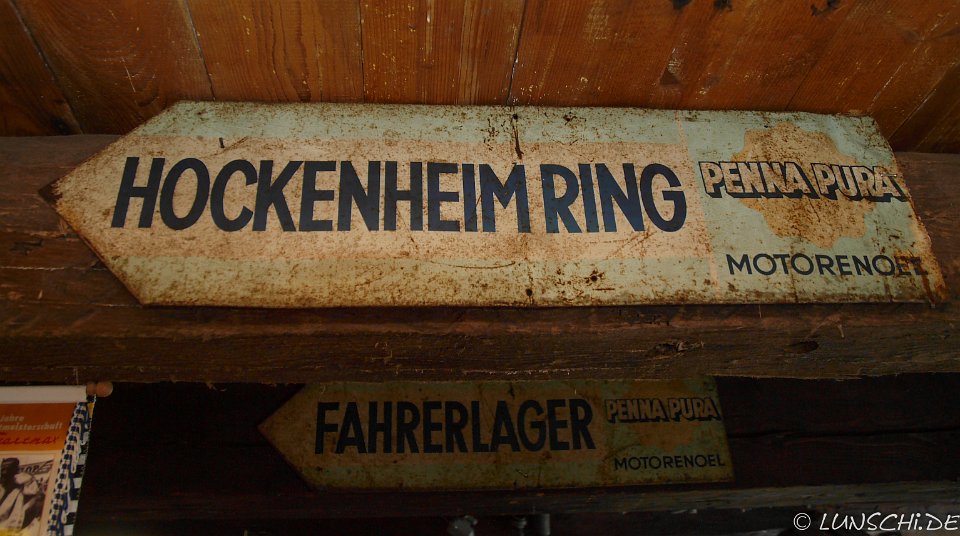 HOCKENHEIM RING
PENNA PURA
MOTORENOEL
FAHRERLAGER
PENNA PURA
MOTORENOEL
© LUNSCHI.DE